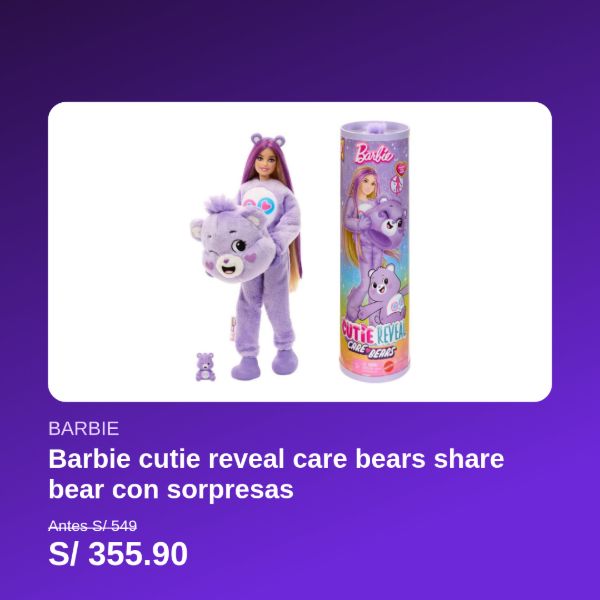 Barbie
CUTIE REVEAL
CARE BEARS
BARBIE
Barbie cutie reveal care bears share
bear con sorpresas
Antes S/ 549
S/ 355.90